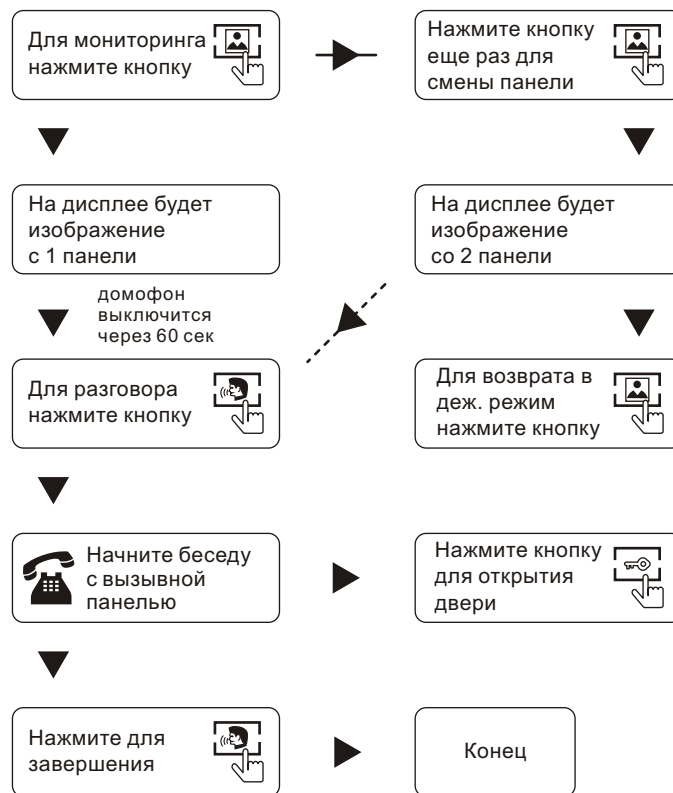 Для мониторинга
нажмите кнопку
Нажмите кнопку
еще раз для
смены панели
На дисплее будет
изображение
с 1 панели
На дисплее будет
изображение
со 2 панели
домофон
выключится
через 60 сек
Для разговора
нажмите кнопку
Для возврата в
деж. режим
нажмите кнопку
Начните беседу
с вызывной
панелью
Нажмите кнопку
для открытия
двери
Нажмите для
завершения
Конец